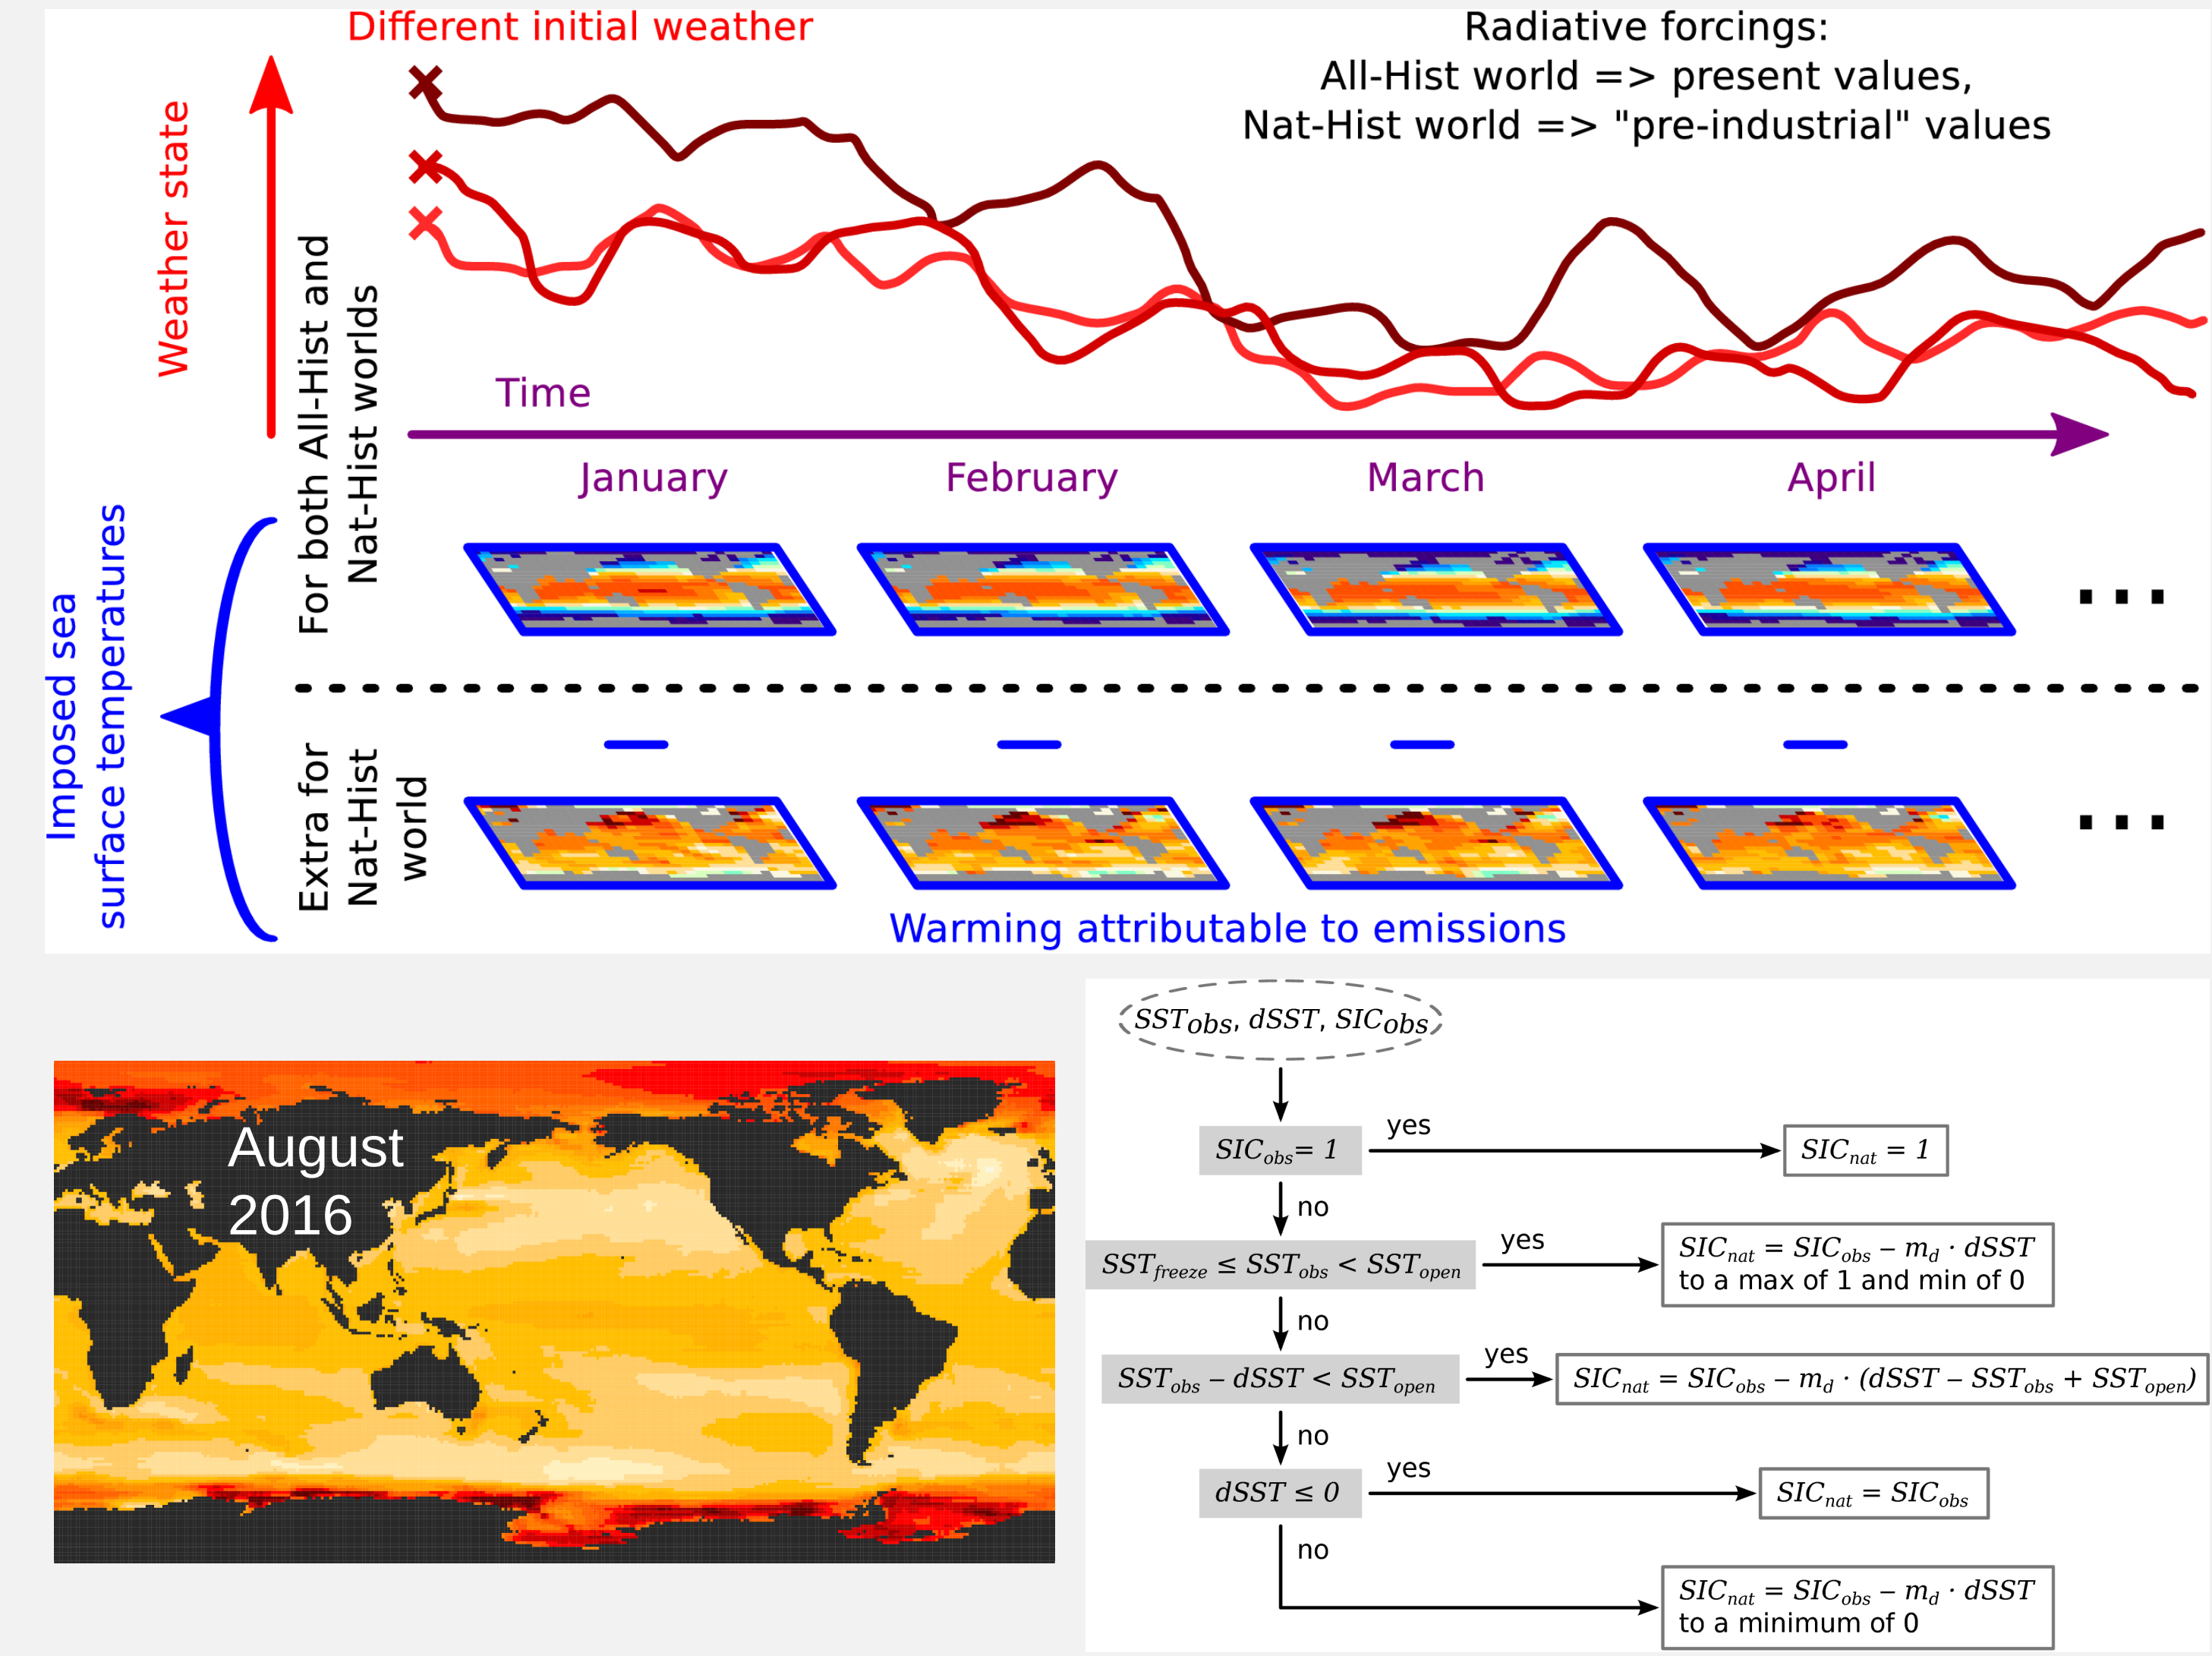 Different initial weather
Radiative forcings:
All-Hist world => present values,
Nat-Hist world => "pre-industrial" values
Weather state
For both All-Hist and
Nat-Hist worlds
Time
January
February
March
April
Imposed sea
surface temperatures
...
Extra for
Nat-Hist
world
...
Warming attributable to emissions
August
2016
SSTobs, dSST, SICobs
SICobs= 1
yes
SICnat = 1
no
SSTfreeze ≤ SSTobs < SSTopen
yes
SICnat = SICobs – md · dSST
to a max of 1 and min of 0
no
SSTobs – dSST < SSTopen
yes
SICnat = SICobs – md · (dSST – SSTobs + SSTopen)
no
dSST ≤ 0
yes
SICnat = SICobs
no
SICnat = SICobs – md · dSST
to a minimum of 0